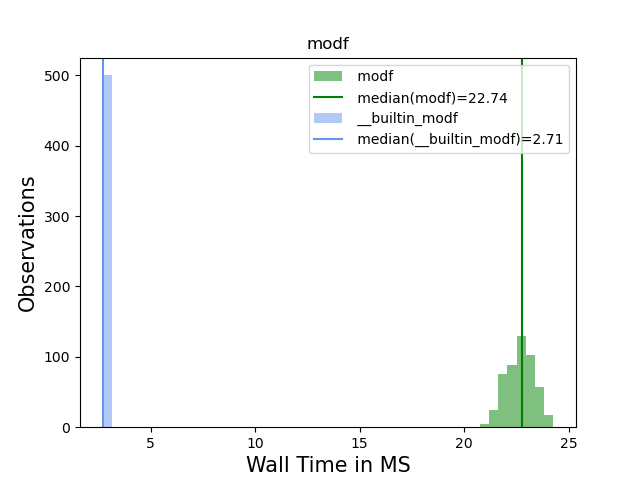 modf
modf
median(modf)=22.74
__builtin_modf
median(__builtin_modf)=2.71
Observations
500
400
300
200
100
0
5
10
15
20
25
Wall Time in MS